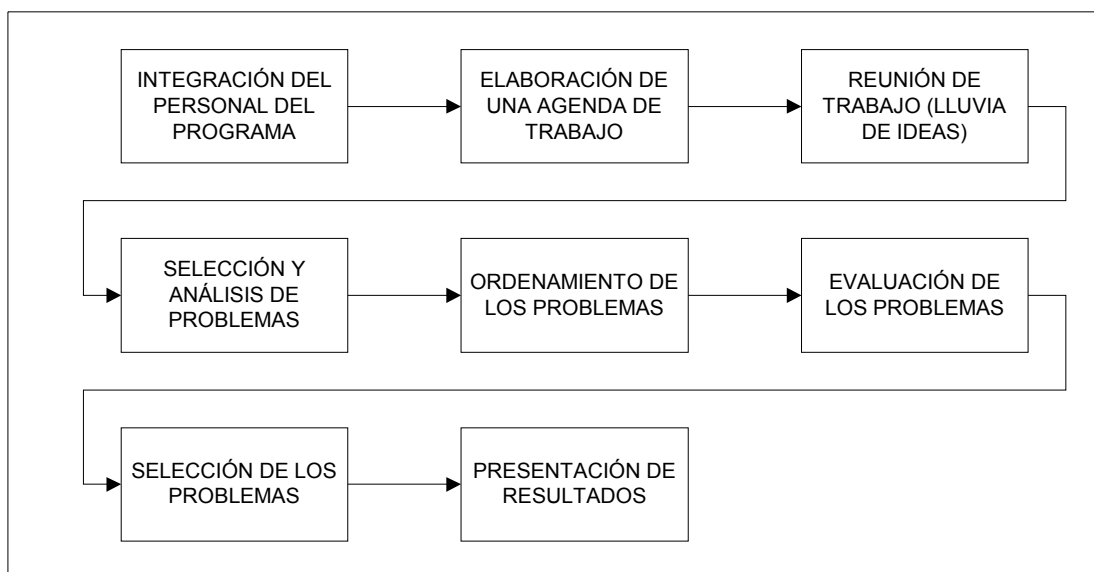 INTEGRACIÓN DEL
PERSONAL DEL
PROGRAMA
ELABORACIÓN DE
UNA AGENDA DE
TRABAJO
REUNIÓN DE
TRABAJO (LLUVIA
DE IDEAS)
SELECCIÓN Y
ANÁLISIS DE
PROBLEMAS
ORDENAMIENTO DE
LOS PROBLEMAS
EVALUACIÓN DE
LOS PROBLEMAS
SELECCIÓN DE LOS
PROBLEMAS
PRESENTACIÓN DE
RESULTADOS